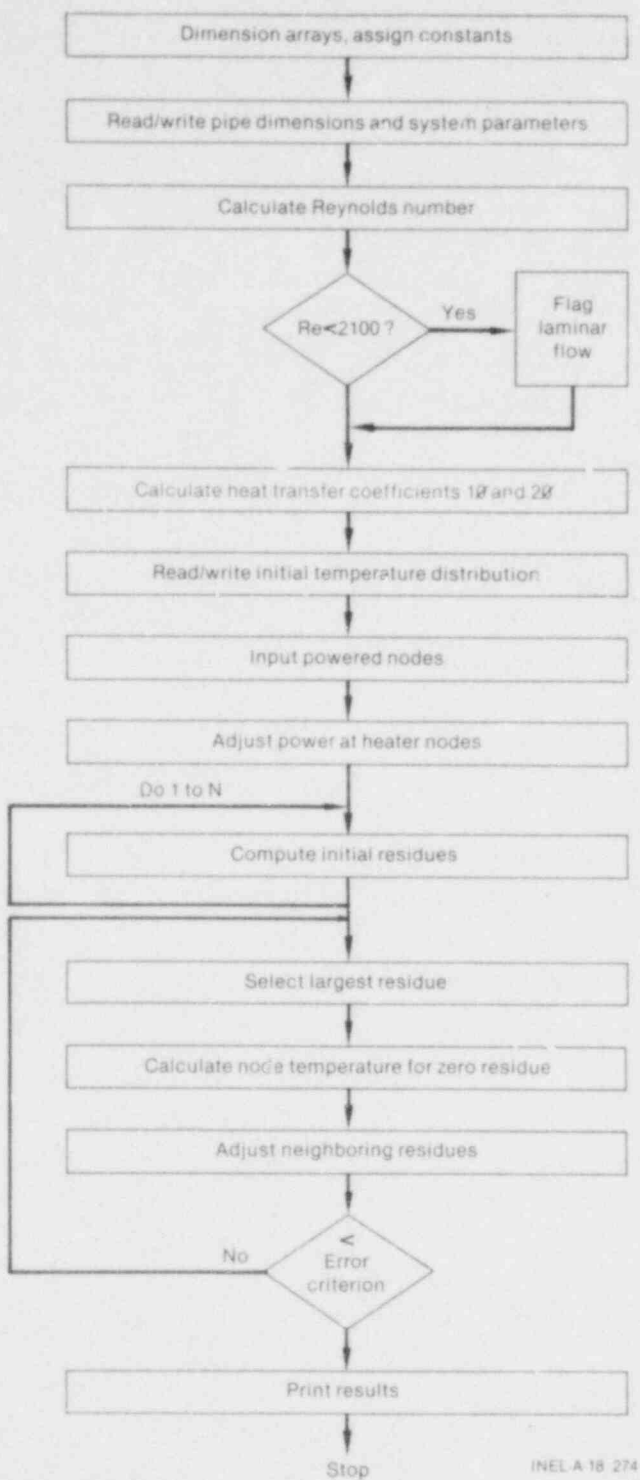 Dimension arrays, assign constants
Read/write pipe dimensions and system parameters
Calculate Reynolds number
Re<2100?
Yes
Flag
laminar
flow
Calculate heat transfer coefficients 1Ø and 2Ø
Read/write initial temperature distribution
Input powered nodes
Adjust power at heater nodes
Do 1 to N
Compute initial residues
Select largest residue
Calculate node temperature for zero residue
Adjust neighboring residues
No
<
Error
criterion
Print results
Stop
INEL-A-18 274